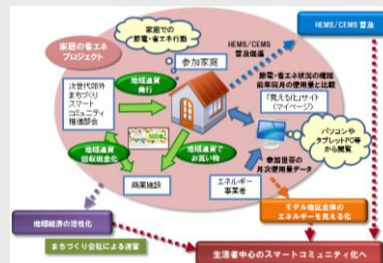 家庭での
節電・省エネ行動
HEMS/CEMS 普及
家庭の省エネ
プロジェクト
参加家庭
HEMS/CEMS
普及促進
地域通貨
発行
次世代郊外
まちづくり
スマート
コミュニティ
推進部会
節電・省エネ状況の確認
前年同月の使用量と比較
「見える化」サイト
(マイページ)
パソコンや
タブレットPC等
から閲覧
地域通貨
回収現金化
地域通貨で
お買い物
参加世帯の
月次使用量データ
商業施設
エネルギー
事業者
モデル地区全体の
エネルギーを見える化
地域経済の活性化
まちづくり会社による運営
生活者中心のスマートコミュニティ化へ